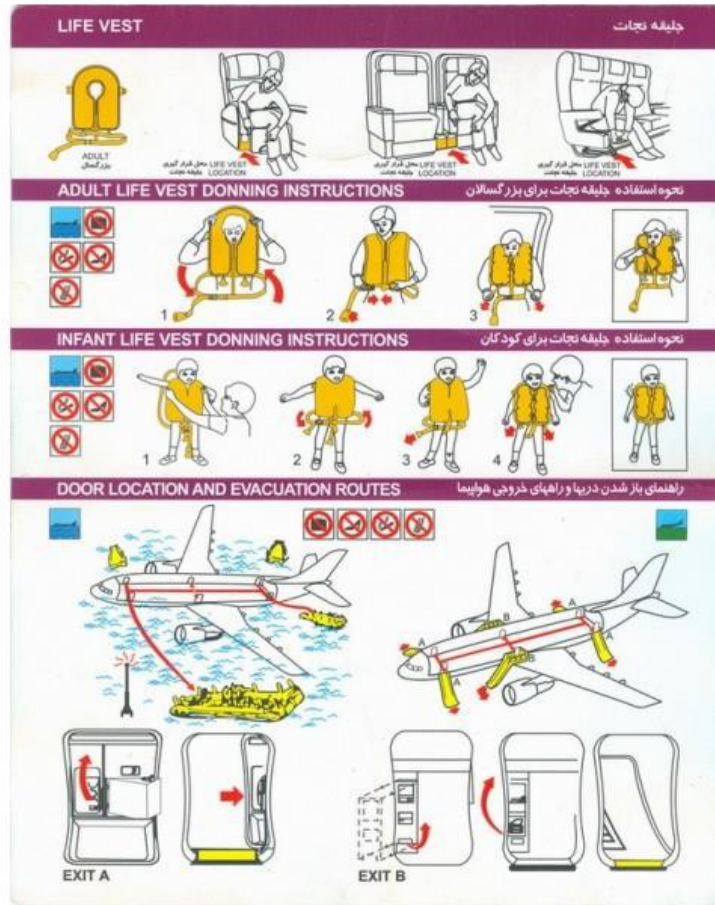 LIFE VEST جلیقه نجات
ADULT
بزرگسال
محل قرار گیری
جلیقه نجات
LIFE VEST
LOCATION
محل قرار گیری
جلیقه نجات
LIFE VEST
LOCATION
محل قرار گیری
جلیقه نجات
LIFE VEST
LOCATION
ADULT LIFE VEST DONNING INSTRUCTIONS نحوه استفاده جلیقه نجات برای بزرگسالان
1 2 3
INFANT LIFE VEST DONNING INSTRUCTIONS نحوه استفاده جلیقه نجات برای کودکان
1 2 3 4
DOOR LOCATION AND EVACUATION ROUTES راهنمای باز شدن دربها و راههای خروجی هواپیما
A
B
A
A
B
A
EXIT A EXIT B